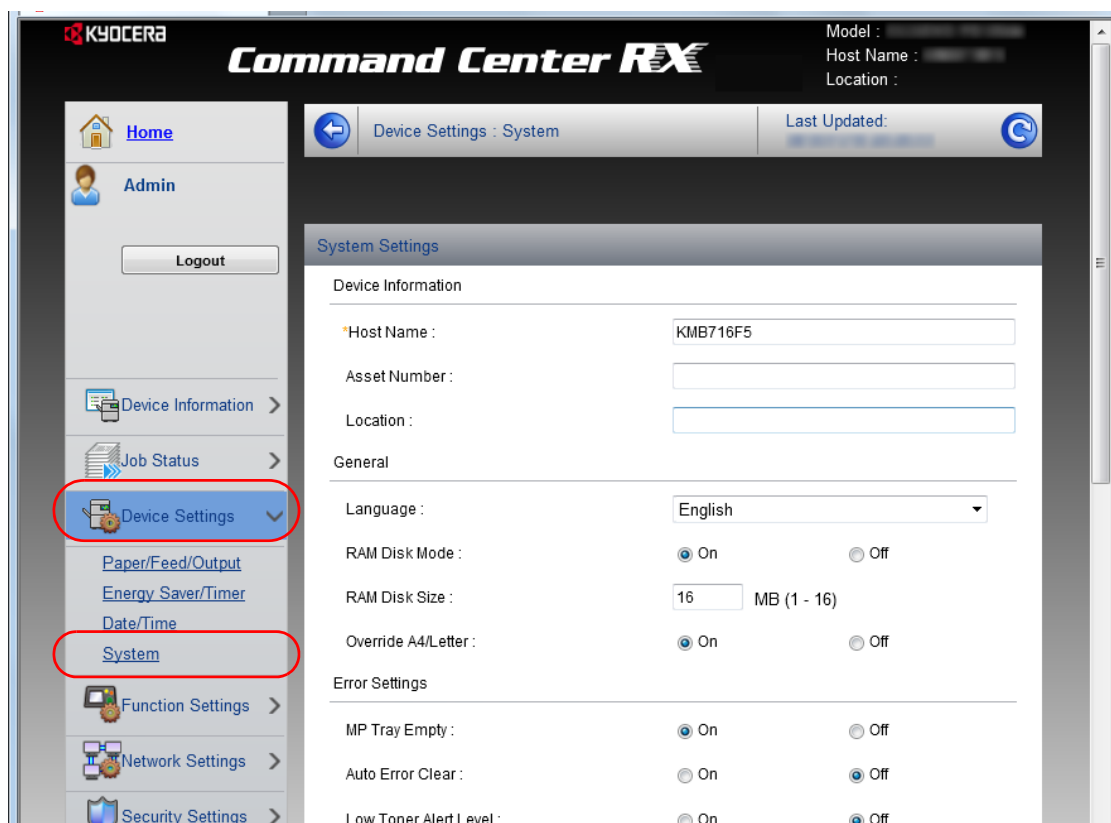 KYOCERA
Command Center RX
Model :
Host Name :
Location :
Home
Admin
Logout
Device Information
Job Status
Device Settings
Paper/Feed/Output
Energy Saver/Timer
Date/Time
System
Function Settings
Network Settings
Security Settings
Device Settings : System
Last Updated:
System Settings
Device Information
*Host Name : KMB716F5
Asset Number :
Location :
General
Language : English
RAM Disk Mode : On Off
RAM Disk Size : 16 MB (1 - 16)
Override A4/Letter : On Off
Error Settings
MP Tray Empty : On Off
Auto Error Clear : On Off
Low Toner Alert Level : On Off